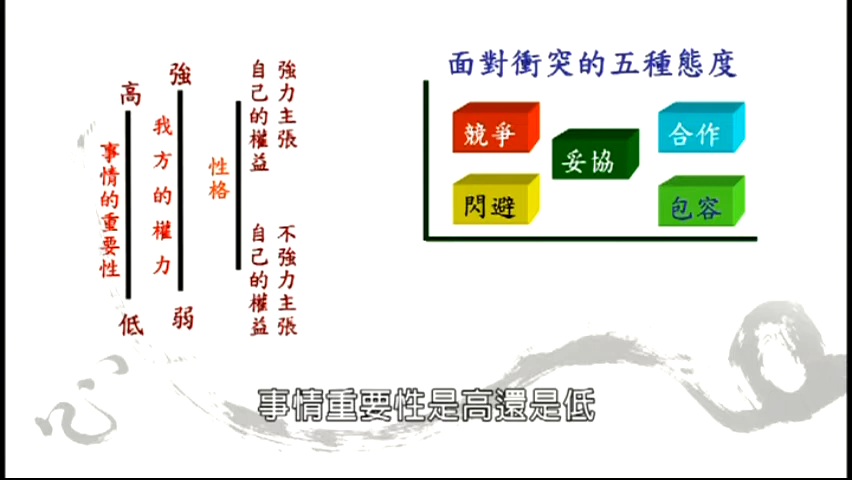 面對衝突的五種態度
高
事情的重要性
低
強
我方的權力
弱
性格
強力主張
自己的權益
不強力主張
自己的權益
競爭
妥協
合作
閃避
包容
事情重要性是高還是低